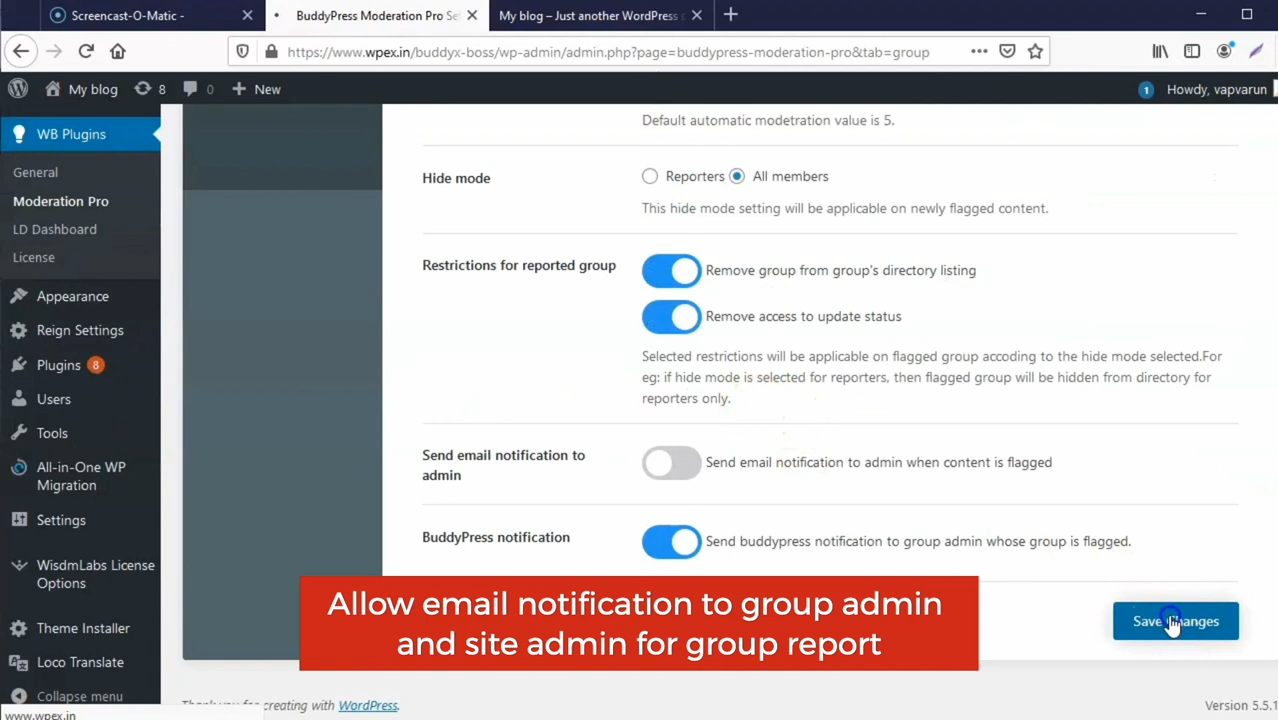 Screencast-O-Matic -
BuddyPress Moderation Pro Se
My blog – Just another WordPress
https://www.wpex.in/buddyx-boss/wp-admin/admin.php?page=buddypress-moderation-pro&tab=group
My blog
8
0
New
1
Howdy, vapvarun
WB Plugins
General
Moderation Pro
LD Dashboard
License
Appearance
Reign Settings
Plugins 8
Users
Tools
All-in-One WP
Migration
Settings
WisdmLabs License
Options
Theme Installer
Loco Translate
Collapse menu
www.wpex.in
Default automatic modetration value is 5.
Hide mode
Reporters All members
This hide mode setting will be applicable on newly flagged content.
Restrictions for reported group
Remove group from group's directory listing
Remove access to update status
Selected restrictions will be applicable on flagged group accoding to the hide mode selected.For
eg: if hide mode is selected for reporters, then flagged group will be hidden from directory for
reporters only.
Send email notification to
admin
Send email notification to admin when content is flagged
BuddyPress notification
Send buddypress notification to group admin whose group is flagged.
Allow email notification to group admin
and site admin for group report
Save Changes
Thank you for creating with WordPress.
Version 5.5.1